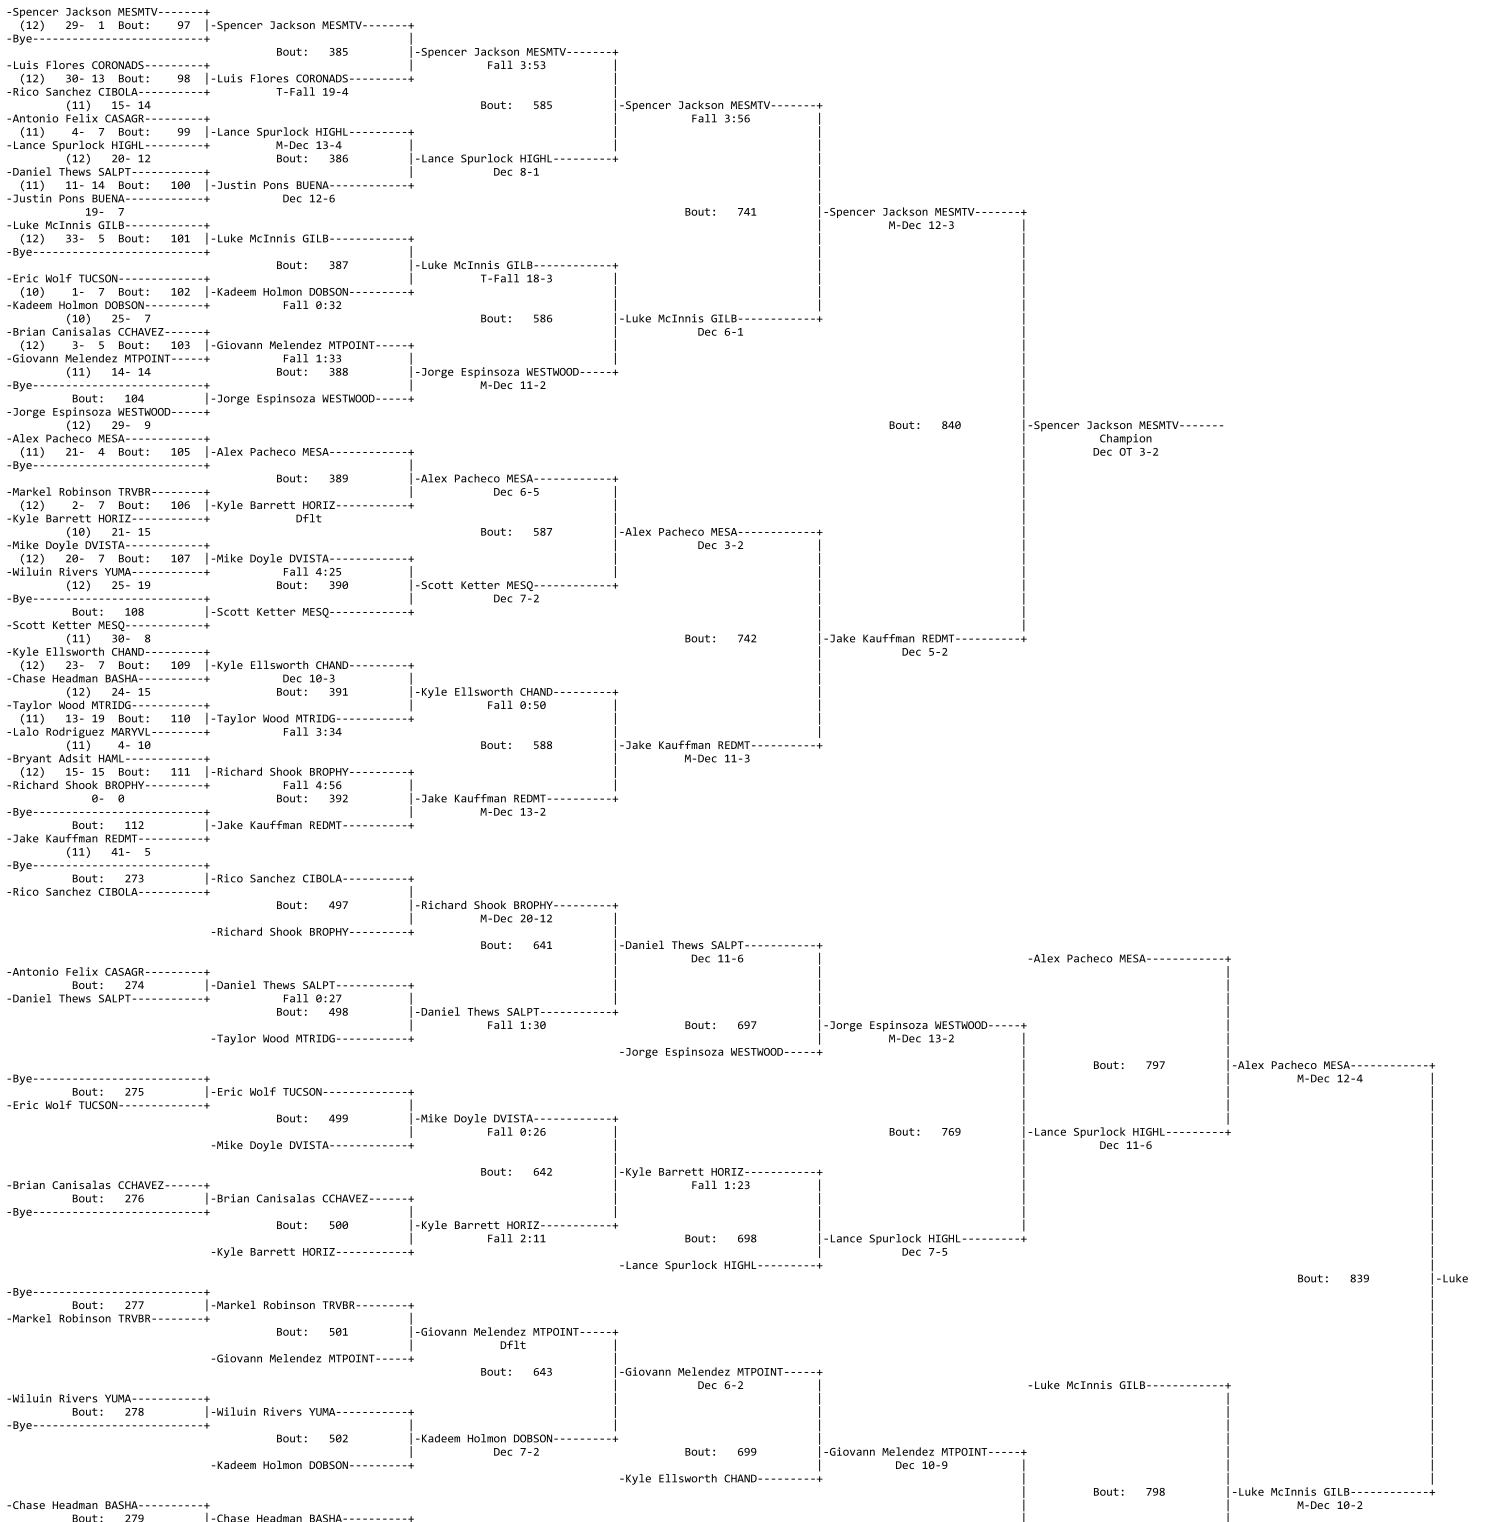 -Spencer Jackson MESMTV-------+
(12)   29-  1  Bout:    97  |-Spencer Jackson MESMTV-------+
-Bye--------------------------+                              |
Bout:   385          |-Spencer Jackson MESMTV-------+
-Luis Flores CORONADS---------+                              |           Fall 3:53              |
(12)   30- 13  Bout:    98  |-Luis Flores CORONADS---------+                              |
-Rico Sanchez CIBOLA----------+          T-Fall 19-4                                        |
(11)   15- 14                                                  Bout:   585          |-Spencer Jackson MESMTV-------+
-Antonio Felix CASAGR---------+                                                             |           Fall 3:56              |
(11)    4-  7  Bout:    99  |-Lance Spurlock HIGHL---------+                              |                              |
-Lance Spurlock HIGHL---------+          M-Dec 13-4          |                              |                              |
(12)   20- 12                   Bout:   386          |-Lance Spurlock HIGHL---------+                              |
-Daniel Thews SALPT-----------+                              |            Dec 8-1                                          |
(11)   11- 14  Bout:   100  |-Justin Pons BUENA------------+                                                             |
-Justin Pons BUENA------------+           Dec 12-6                                                                         |
19-  7                                                                                     Bout:   741          |-Spencer Jackson MESMTV-------+
-Luke McInnis GILB------------+                                                                                            |          M-Dec 12-3          |
(12)   33-  5  Bout:   101  |-Luke McInnis GILB------------+                                                             |                              |
-Bye--------------------------+                              |                                                             |                              |
Bout:   387          |-Luke McInnis GILB------------+                              |                              |
-Eric Wolf TUCSON-------------+                              |          T-Fall 18-3         |                              |                              |
(10)    1-  7  Bout:   102  |-Kadeem Holmon DOBSON---------+                              |                              |                              |
-Kadeem Holmon DOBSON---------+           Fall 0:32                                         |                              |                              |
(10)   25-  7                                                  Bout:   586          |-Luke McInnis GILB------------+                              |
-Brian Canisalas CCHAVEZ------+                                                             |            Dec 6-1                                          |
(12)    3-  5  Bout:   103  |-Giovann Melendez MTPOINT-----+                              |                                                             |
-Giovann Melendez MTPOINT-----+           Fall 1:33          |                              |                                                             |
(11)   14- 14                   Bout:   388          |-Jorge Espinsoza WESTWOOD-----+                                                             |
-Bye--------------------------+                              |          M-Dec 11-2                                                                        |
Bout:   104         |-Jorge Espinsoza WESTWOOD-----+                                                                                            |
-Jorge Espinsoza WESTWOOD-----+                                                                                                                           |
(12)   29-  9                                                                                                                Bout:   840          |-Spencer Jackson MESMTV-------
-Alex Pacheco MESA------------+                                                                                                                           |           Champion
(11)   21-  4  Bout:   105  |-Alex Pacheco MESA------------+                                                                                            |          Dec OT 3-2
-Bye--------------------------+                              |                                                                                            |
Bout:   389          |-Alex Pacheco MESA------------+                                                             |
-Markel Robinson TRVBR--------+                              |            Dec 6-5           |                                                             |
(12)    2-  7  Bout:   106  |-Kyle Barrett HORIZ-----------+                              |                                                             |
-Kyle Barrett HORIZ-----------+             Dflt                                            |                                                             |
(10)   21- 15                                                  Bout:   587          |-Alex Pacheco MESA------------+                              |
-Mike Doyle DVISTA------------+                                                             |            Dec 3-2           |                              |
(12)   20-  7  Bout:   107  |-Mike Doyle DVISTA------------+                              |                              |                              |
-Wiluin Rivers YUMA-----------+           Fall 4:25          |                              |                              |                              |
(12)   25- 19                   Bout:   390          |-Scott Ketter MESQ------------+                              |                              |
-Bye--------------------------+                              |            Dec 7-2                                          |                              |
Bout:   108         |-Scott Ketter MESQ------------+                                                             |                              |
-Scott Ketter MESQ------------+                                                                                            |                              |
(11)   30-  8                                                                                 Bout:   742          |-Jake Kauffman REDMT----------+
-Kyle Ellsworth CHAND---------+                                                                                            |            Dec 5-2
(12)   23-  7  Bout:   109  |-Kyle Ellsworth CHAND---------+                                                             |
-Chase Headman BASHA----------+           Dec 10-3           |                                                             |
(12)   24- 15                   Bout:   391          |-Kyle Ellsworth CHAND---------+                              |
-Taylor Wood MTRIDG-----------+                              |           Fall 0:50          |                              |
(11)   13- 19  Bout:   110  |-Taylor Wood MTRIDG-----------+                              |                              |
-Lalo Rodriguez MARYVL--------+           Fall 3:34                                         |                              |
(11)    4- 10                                                  Bout:   588          |-Jake Kauffman REDMT----------+
-Bryant Adsit HAML------------+                                                             |          M-Dec 11-3
(12)   15- 15  Bout:   111  |-Richard Shook BROPHY---------+                              |
-Richard Shook BROPHY---------+           Fall 4:56          |                              |
0-  0                       Bout:   392          |-Jake Kauffman REDMT----------+
-Bye--------------------------+                              |          M-Dec 13-2
Bout:   112         |-Jake Kauffman REDMT----------+
-Jake Kauffman REDMT----------+
(11)   41-  5
-Bye--------------------------+
Bout:   273         |-Rico Sanchez CIBOLA----------+
-Rico Sanchez CIBOLA----------+                              |
Bout:   497          |-Richard Shook BROPHY---------+
|          M-Dec 20-12         |
-Richard Shook BROPHY---------+                              |
Bout:   641          |-Daniel Thews SALPT-----------+
|           Dec 11-6           |                               -Alex Pacheco MESA------------+
-Antonio Felix CASAGR---------+
Bout:   274         |-Daniel Thews SALPT-----------+
-Daniel Thews SALPT-----------+           Fall 0:27          |
Bout:   498          |-Daniel Thews SALPT-----------+
|           Fall 1:30                 Bout:   697          |-Jorge Espinsoza WESTWOOD-----+
-Taylor Wood MTRIDG-----------+                                                             |          M-Dec 13-2          |
-Jorge Espinsoza WESTWOOD-----+
Bout:   797          |-Alex Pacheco MESA------------+
-Bye--------------------------+                              |          M-Dec 12-4          |
Bout:   275         |-Eric Wolf TUCSON-------------+
-Eric Wolf TUCSON-------------+                              |
Bout:   499          |-Mike Doyle DVISTA------------+
|           Fall 0:26          |          Bout:   769          |-Lance Spurlock HIGHL---------+
-Mike Doyle DVISTA------------+                              |           Dec 11-6
Bout:   642          |-Kyle Barrett HORIZ-----------+
-Brian Canisalas CCHAVEZ------+                              |           Fall 1:23          |
Bout:   276         |-Brian Canisalas CCHAVEZ------+
-Bye--------------------------+                              |
Bout:   500          |-Kyle Barrett HORIZ-----------+
|           Fall 2:11                 Bout:   698          |-Lance Spurlock HIGHL---------+
-Kyle Barrett HORIZ-----------+                              |            Dec 7-5
-Lance Spurlock HIGHL---------+
Bout:   839          |-Luke
-Bye--------------------------+
Bout:   277         |-Markel Robinson TRVBR--------+
-Markel Robinson TRVBR--------+                              |
Bout:   501          |-Giovann Melendez MTPOINT-----+
|             Dflt             |
-Giovann Melendez MTPOINT-----+                              |
Bout:   643          |-Giovann Melendez MTPOINT-----+
|            Dec 6-2           |                               -Luke McInnis GILB------------+
-Wiluin Rivers YUMA-----------+
Bout:   278         |-Wiluin Rivers YUMA-----------+
-Bye--------------------------+                              |
Bout:   502          |-Kadeem Holmon DOBSON---------+
|            Dec 7-2                  Bout:   699          |-Giovann Melendez MTPOINT-----+
-Kadeem Holmon DOBSON---------+                              |           Dec 10-9
-Kyle Ellsworth CHAND---------+
Bout:   798          |-Luke McInnis GILB------------+
-Chase Headman BASHA----------+                              |          M-Dec 10-2
Bout:   279         |-Chase Headman BASHA----------+